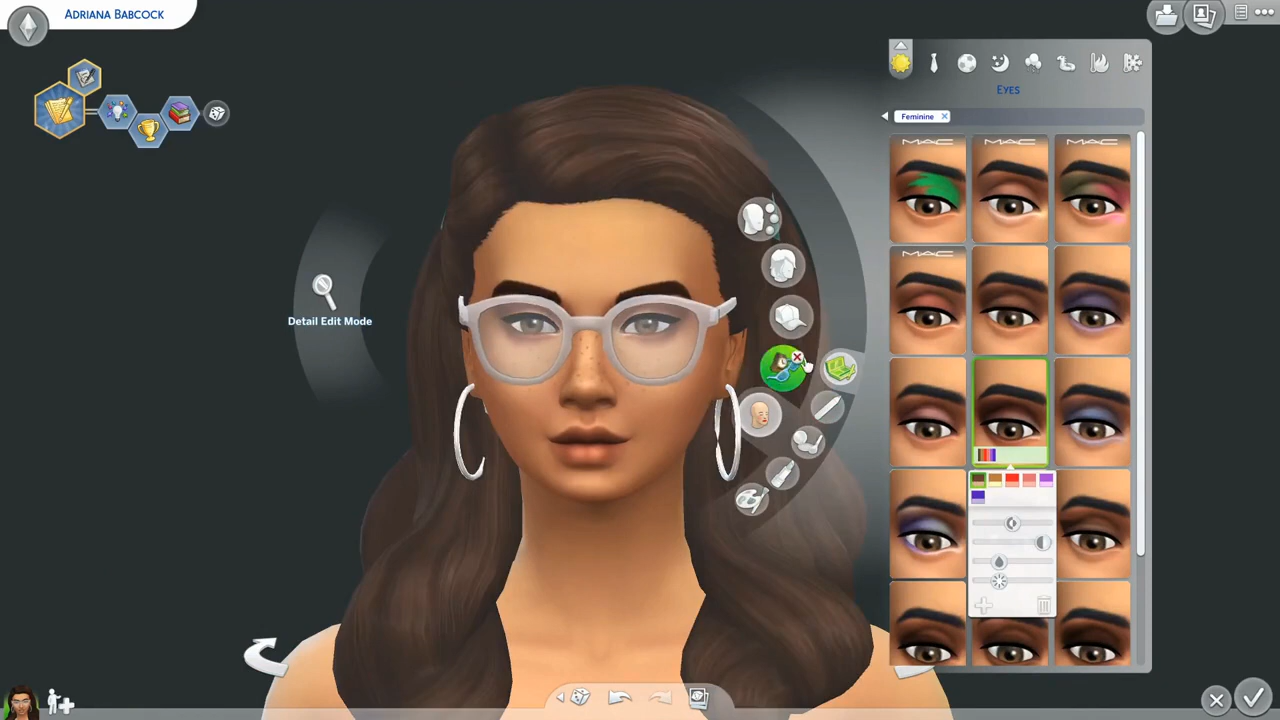 Adriana Babcock
Eyes
Feminine
MAC
MAC
MAC
MAC
Detail Edit Mode